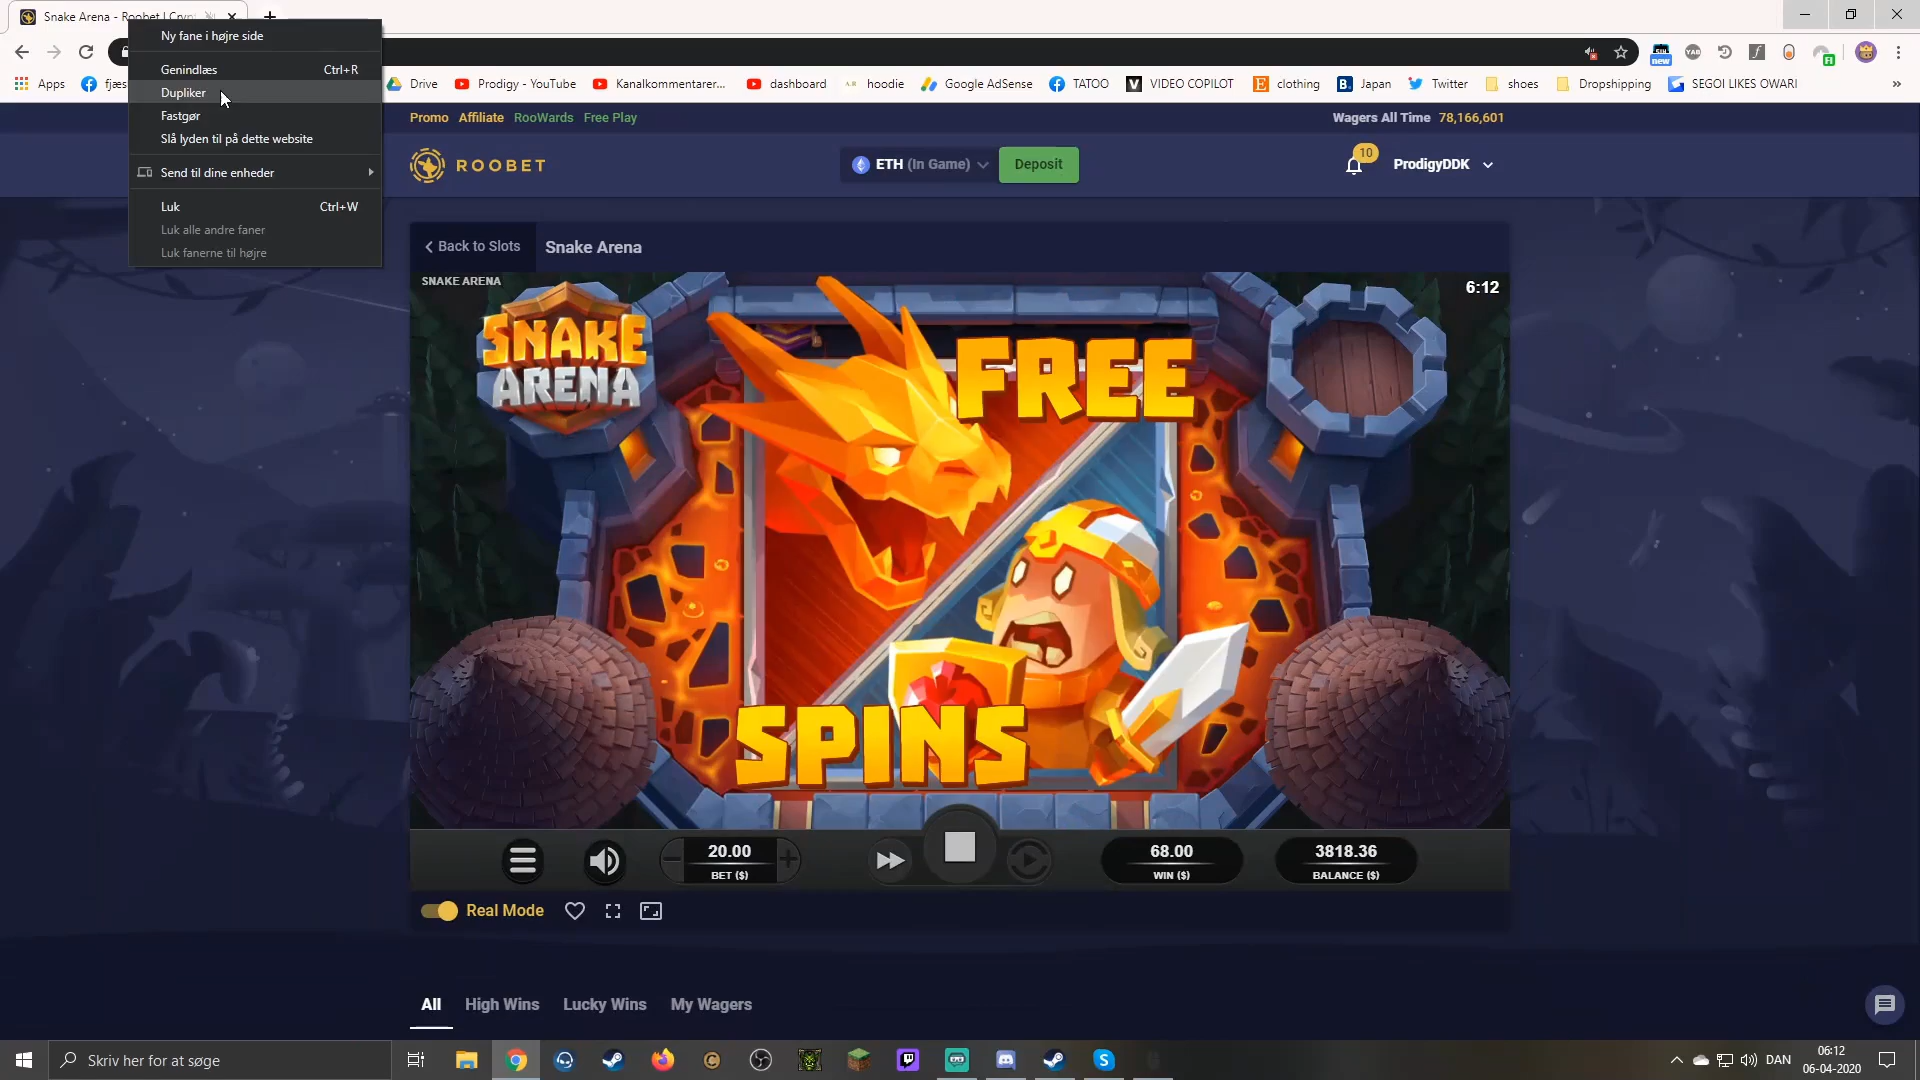 Snake Arena - Roobet | Cryp
Ny fane i højre side
Genindlæs Ctrl+R
Dupliker
Fastgør
Slå lyden til på dette website
Send til dine enheder
Luk Ctrl+W
Luk alle andre faner
Luk fanerne til højre
new
Apps fjæs Drive Prodigy - YouTube Kanalkommentarer... dashboard hoodie Google AdSense TATOO VIDEO COPILOT clothing Japan Twitter shoes Dropshipping SEGOI LIKES OWARI »
Promo Affiliate RooWards Free Play Wagers All Time 78,166,601
ROOBET ETH (In Game) Deposit 10 ProdigyDDK
Back to Slots Snake Arena
SNAKE ARENA 6:12
SNAKE
ARENA
FREE
SPINS
20.00
BET ($)
68.00
WIN ($)
3818.36
BALANCE ($)
Real Mode
All High Wins Lucky Wins My Wagers
Skriv her for at søge
DAN
06:12
06-04-2020